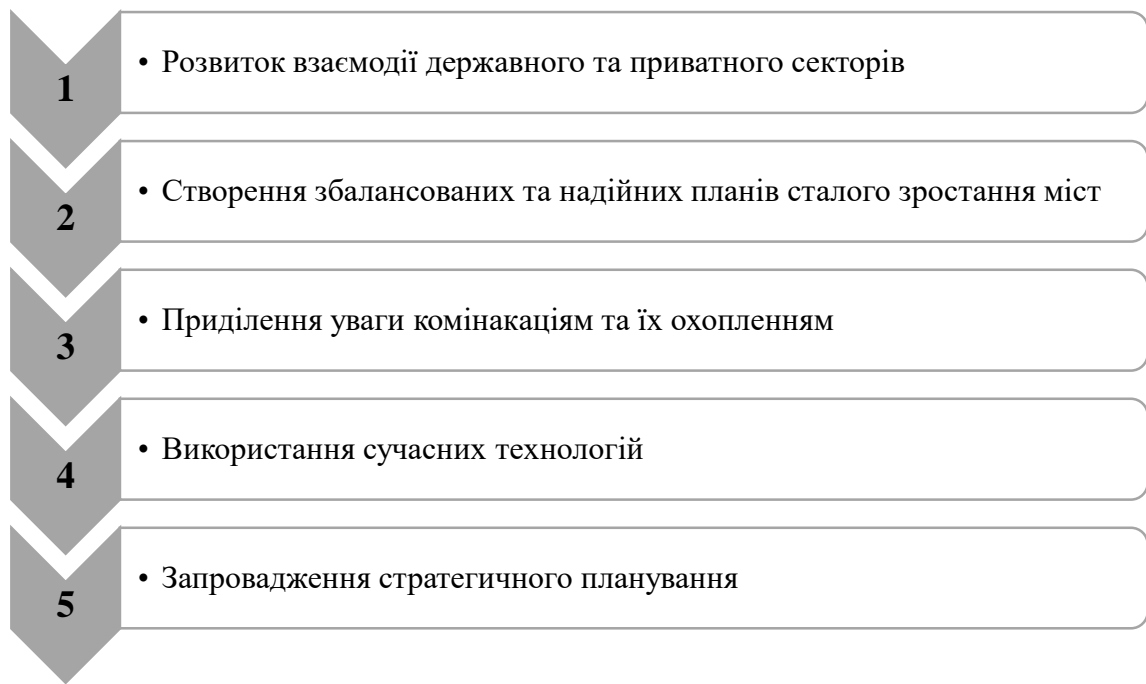 1
• Розвиток взаємодії державного та приватного секторів
2
• Створення збалансованих та надійних планів сталого зростання міст
3
• Приділення уваги комінакаціям та їх охопленням
4
• Використання сучасних технологій
5
• Запровадження стратегичного планування